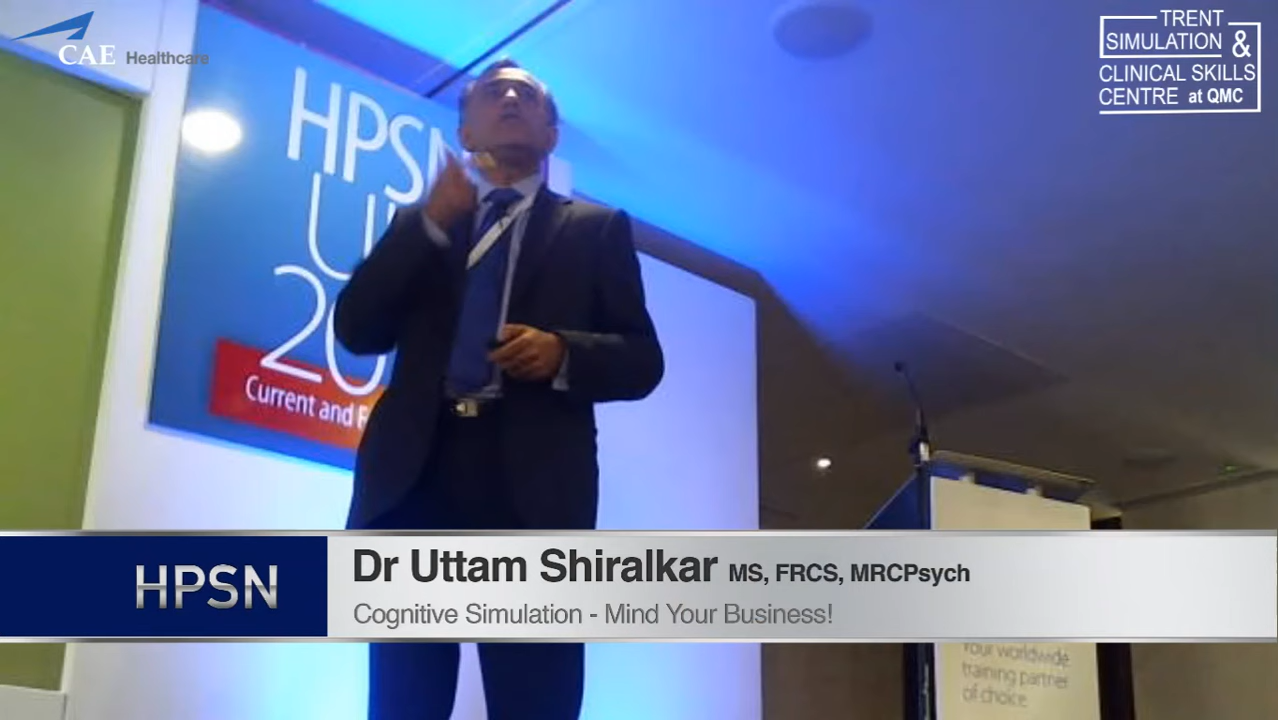 CAE Healthcare
TRENT
SIMULATION &
CLINICAL SKILLS
CENTRE at QMC
HPSN
20
Current and
HPSN
Dr Uttam Shiralkar MS, FRCS, MRCPsych
Cognitive Simulation - Mind Your Business!
Your worldwide
training partner
of choice